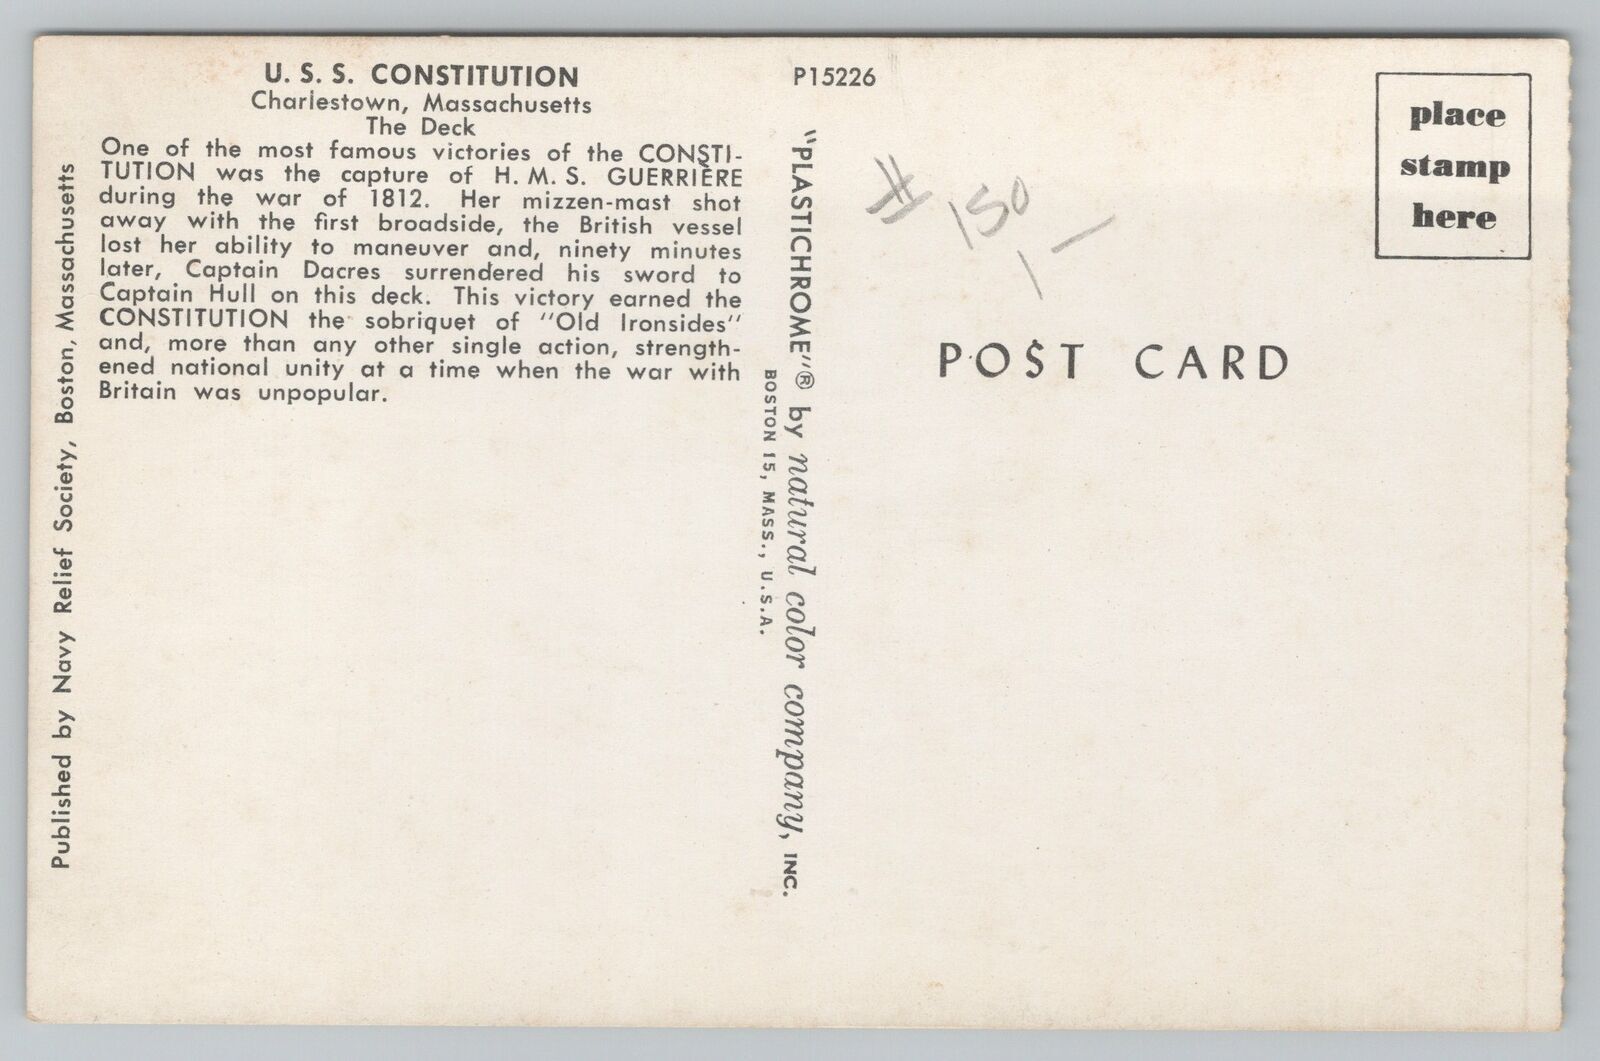 U. S. S. CONSTITUTION
Charlestown, Massachusetts
The Deck
One of the most famous victories of the CONSTI-
TUTION was the capture of H. M. S. GUERRIERE
during the war of 1812. Her mizzen-mast shot
away with the first broadside, the British vessel
lost her ability to maneuver and, ninety minutes
later, Captain Dacres surrendered his sword to
Captain Hull on this deck. This victory earned the
CONSTITUTION the sobriquet of "Old Ironsides"
and, more than any other single action, strength-
ened national unity at a time when the war with
Britain was unpopular.
Published by Navy Relief Society, Boston, Massachusetts
"PLASTICHROME"® by natural color company, INC.
BOSTON 15, MASS., U.S.A.
P15226
# 150
POST CARD
place
stamp
here